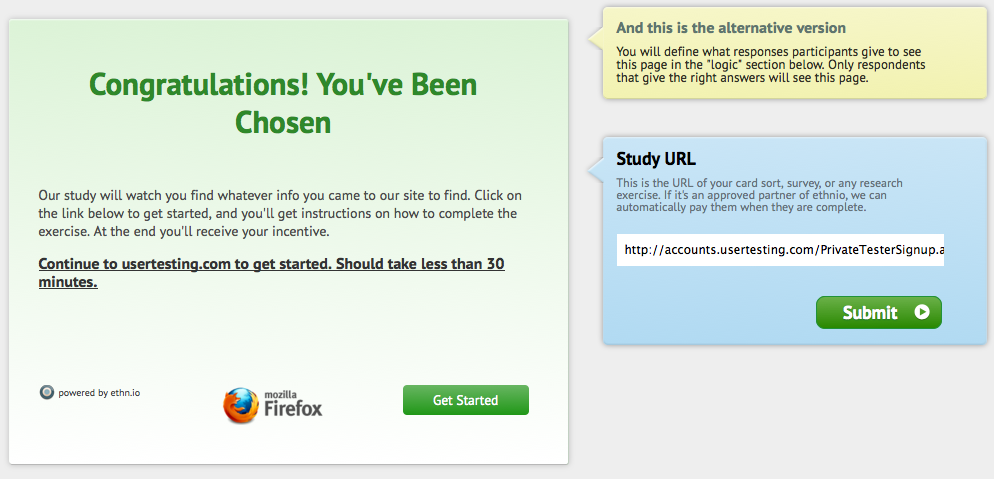 Congratulations! You've Been
Chosen
Our study will watch you find whatever info you came to our site to find. Click on
the link below to get started, and you'll get instructions on how to complete the
exercise. At the end you'll receive your incentive.
Continue to usertesting.com to get started. Should take less than 30
minutes.
powered by ethn.io
mozilla
Firefox
Get Started
And this is the alternative version
You will define what responses participants give to see
this page in the "logic" section below. Only respondents
that give the right answers will see this page.
Study URL
This is the URL of your card sort, survey, or any research
exercise. If it's an approved partner of ethnio, we can
automatically pay them when they are complete.
http://accounts.usertesting.com/PrivateTesterSignup.a
Submit